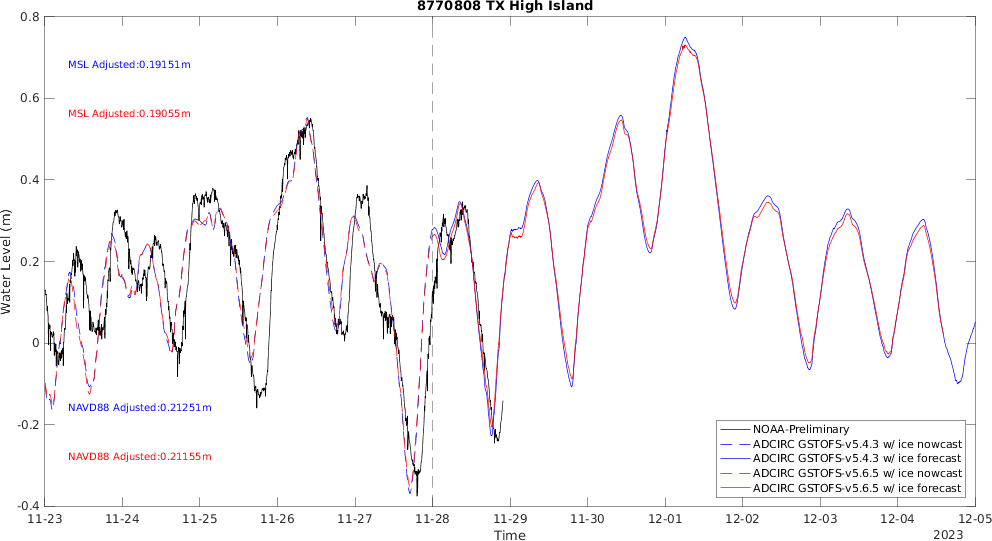 8770808 TX High Island
0.8
0.6
0.4
0.2
0
-0.2
-0.4
Water Level (m)
MSL Adjusted:0.19151m
MSL Adjusted:0.19055m
NAVD88 Adjusted:0.21251m
NAVD88 Adjusted:0.21155m
NOAA-Preliminary
ADCIRC GSTOFS-v5.4.3 w/ ice nowcast
ADCIRC GSTOFS-v5.4.3 w/ ice forecast
ADCIRC GSTOFS-v5.6.5 w/ ice nowcast
ADCIRC GSTOFS-v5.6.5 w/ ice forecast
11-23 11-24 11-25 11-26 11-27 11-28 11-29 11-30 12-01 12-02 12-03 12-04 12-05
Time
2023